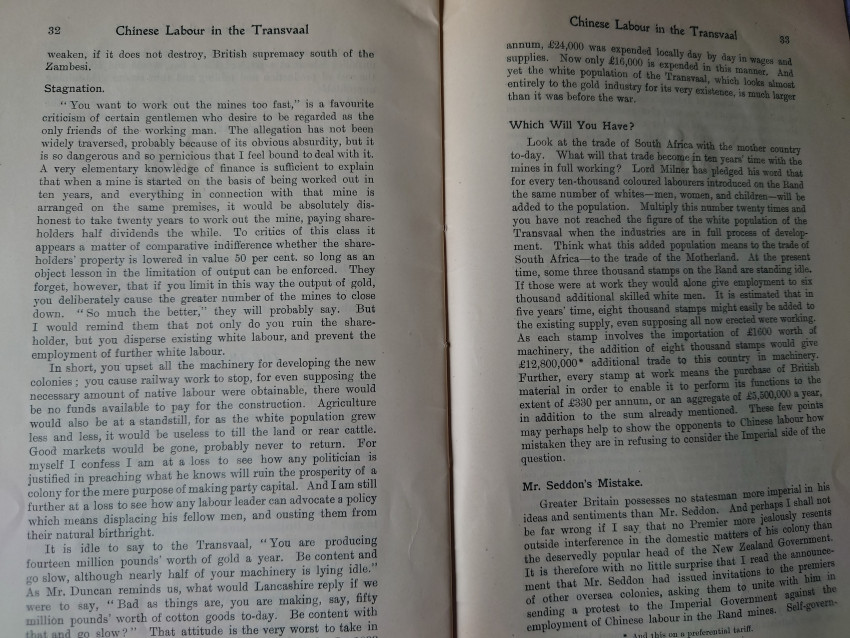 32 Chinese Labour in the Transvaal
weaken, if it does not destroy, British supremacy south of the
Zambesi.
Stagnation.
"You want to work out the mines too fast," is a favourite
criticism of certain gentlemen who desire to be regarded as the
only friends of the working man. The allegation has not been
widely traversed, probably because of its obvious absurdity, but it
is so dangerous and so pernicious that I feel bound to deal with it.
A very elementary knowledge of finance is sufficient to explain
that when a mine is started on the basis of being worked out in
ten years, and everything in connection with that mine is
arranged on the same premises, it would be absolutely dis-
honest to take twenty years to work out the mine, paying share-
holders half dividends the while. To critics of this class it
appears a matter of comparative indifference whether the share-
holders' property is lowered in value 50 per cent. so long as an
object lesson in the limitation of output can be enforced. They
forget, however, that if you limit in this way the output of gold,
you deliberately cause the greater number of the mines to close
down. "So much the better," they will probably say. But
I would remind them that not only do you ruin the share-
holder, but you disperse existing white labour, and prevent the
employment of further white labour.
In short, you upset all the machinery for developing the new
colonies; you cause railway work to stop, for even supposing the
necessary amount of native labour were obtainable, there would
be no funds available to pay for the construction. Agriculture
would also be at a standstill, for as the white population grew
less and less, it would be useless to till the land or rear cattle.
Good markets would be gone, probably never to return. For
myself I confess I am at a loss to see how any politician is
justified in preaching what he knows will ruin the prosperity of a
colony for the mere purpose of making party capital. And I am still
further at a loss to see how any labour leader can advocate a policy
which means displacing his fellow men, and ousting them from
their natural birthright.
It is idle to say to the Transvaal, "You are producing
fourteen million pounds' worth of gold a year. Be content and
go slow, although nearly half of your machinery is lying idle."
As Mr. Duncan reminds us, what would Lancashire reply if we
were to say, "Bad as things are, you are making, say, fifty
million pounds' worth of cotton goods to-day. Be content with
that and go slow?" That attitude is the very worst to take in
Chinese Labour in the Transvaal 33
annum, £24,000 was expended locally day by day in wages and
supplies. Now only £16,000 is expended in this manner. And
yet the white population of the Transvaal, which looks almost
entirely to the gold industry for its very existence, is much larger
than it was before the war.
Which Will You Have?
Look at the trade of South Africa with the mother country
to-day. What will that trade become in ten years' time with the
mines in full working? Lord Milner has pledged his word that
for every ten-thousand coloured labourers introduced on the Rand
the same number of whites—men, women, and children—will be
added to the population. Multiply this number twenty times and
you have not reached the figure of the white population of the
Transvaal when the industries are in full process of develop-
ment. Think what this added population means to the trade of
South Africa—to the trade of the Motherland. At the present
time, some three thousand stamps on the Rand are standing idle.
If those were at work they would alone give employment to six
thousand additional skilled white men. It is estimated that in
five years' time, eight thousand stamps might easily be added to
the existing supply, even supposing all now erected were working.
As each stamp involves the importation of £1600 worth of
machinery, the addition of eight thousand stamps would give
£12,800,000* additional trade to this country in machinery.
Further, every stamp at work means the purchase of British
material in order to enable it to perform its functions to the
extent of £330 per annum, or an aggregate of £3,500,000 a year,
in addition to the sum already mentioned. These few points
may perhaps help to show the opponents to Chinese labour how
mistaken they are in refusing to consider the Imperial side of the
question.
Mr. Seddon's Mistake.
Greater Britain possesses no statesman more imperial in his
ideas and sentiments than Mr. Seddon. And perhaps I shall not
be far wrong if I say that no Premier more jealously resents
outside interference in the domestic matters of his colony than
the deservedly popular head of the New Zealand Government.
It is therefore with no little surprise that I read the announce-
ment that Mr. Seddon had issued invitations to the premiers
of other oversea colonies, asking them to unite with him in
sending a protest to the Imperial Government against the
employment of Chinese labour in the Rand mines. Self-govern-
* And this on a preferential tariff.